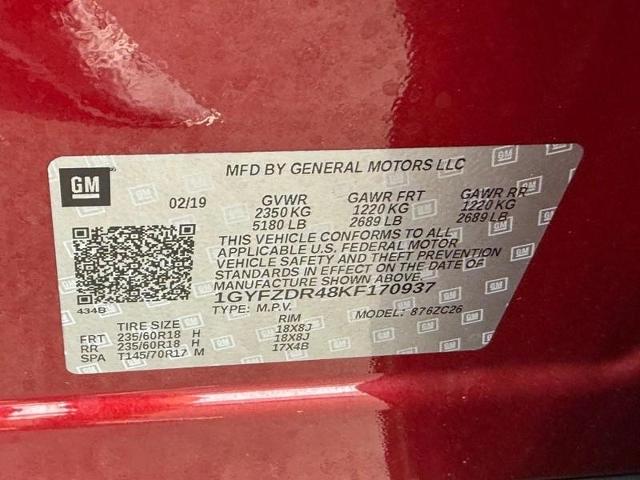 MFD BY GENERAL MOTORS LLC
GM
02/19 GVWR GAWR FRT GAWR RR
2350 KG 1220 KG 1220 KG
5180 LB 2689 LB 2689 LB
THIS VEHICLE CONFORMS TO ALL
APPLICABLE U.S. FEDERAL MOTOR
VEHICLE SAFETY AND THEFT PREVENTION
STANDARDS IN EFFECT ON THE DATE OF
MANUFACTURE SHOWN ABOVE.
1GYFZDR48KF170937
434B TYPE: M.P.V. MODEL: 876ZC26
TIRE SIZE RIM
FRT 235/60R18 H 18X8J
RR 235/60R18 H 18X8J
SPA T145/70R17 M 17X4B